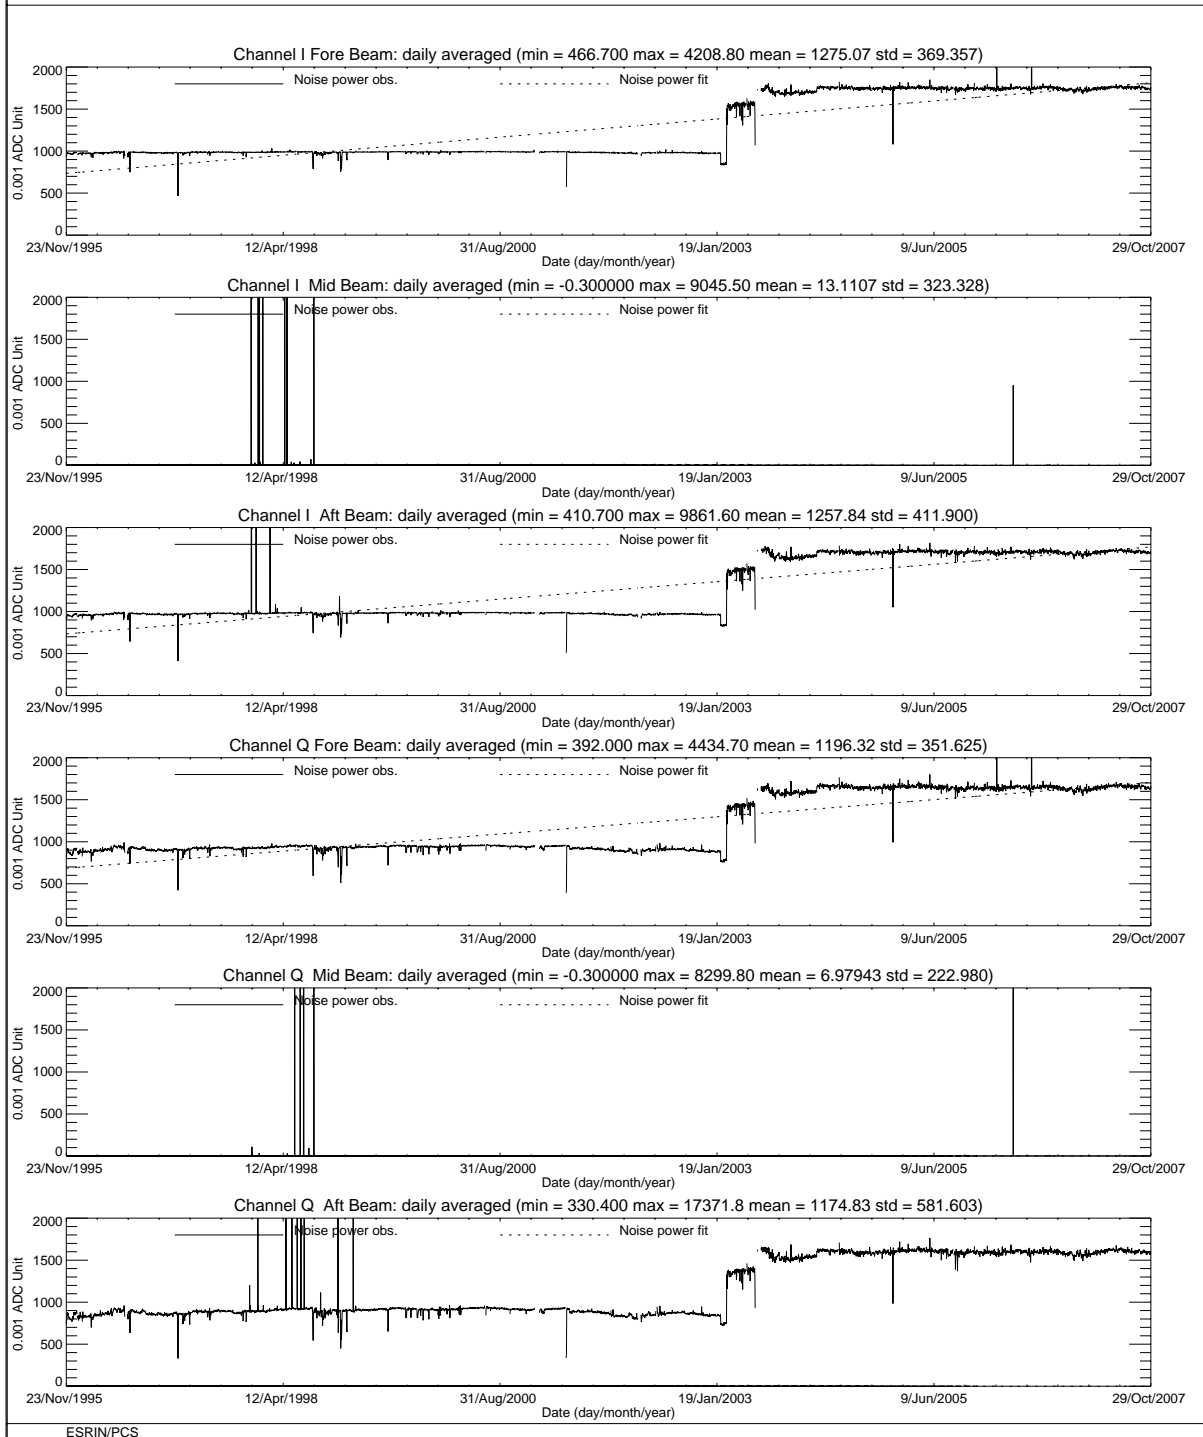 Channel I Fore Beam: daily averaged (min = 466.700 max = 4208.80 mean = 1275.07 std = 369.357)
Noise power obs. Noise power fit
0.001 ADC Unit
2000
1500
1000
500
0
23/Nov/1995 12/Apr/1998 31/Aug/2000 19/Jan/2003 9/Jun/2005 29/Oct/2007
Date (day/month/year)
Channel I Mid Beam: daily averaged (min = -0.300000 max = 9045.50 mean = 13.1107 std = 323.328)
Noise power obs. Noise power fit
0.001 ADC Unit
2000
1500
1000
500
0
23/Nov/1995 12/Apr/1998 31/Aug/2000 19/Jan/2003 9/Jun/2005 29/Oct/2007
Date (day/month/year)
Channel I Aft Beam: daily averaged (min = 410.700 max = 9861.60 mean = 1257.84 std = 411.900)
Noise power obs. Noise power fit
0.001 ADC Unit
2000
1500
1000
500
0
23/Nov/1995 12/Apr/1998 31/Aug/2000 19/Jan/2003 9/Jun/2005 29/Oct/2007
Date (day/month/year)
Channel Q Fore Beam: daily averaged (min = 392.000 max = 4434.70 mean = 1196.32 std = 351.625)
Noise power obs. Noise power fit
0.001 ADC Unit
2000
1500
1000
500
0
23/Nov/1995 12/Apr/1998 31/Aug/2000 19/Jan/2003 9/Jun/2005 29/Oct/2007
Date (day/month/year)
Channel Q Mid Beam: daily averaged (min = -0.300000 max = 8299.80 mean = 6.97943 std = 222.980)
Noise power obs. Noise power fit
0.001 ADC Unit
2000
1500
1000
500
0
23/Nov/1995 12/Apr/1998 31/Aug/2000 19/Jan/2003 9/Jun/2005 29/Oct/2007
Date (day/month/year)
Channel Q Aft Beam: daily averaged (min = 330.400 max = 17371.8 mean = 1174.83 std = 581.603)
Noise power obs. Noise power fit
0.001 ADC Unit
2000
1500
1000
500
0
23/Nov/1995 12/Apr/1998 31/Aug/2000 19/Jan/2003 9/Jun/2005 29/Oct/2007
Date (day/month/year)
ESRIN/PCS